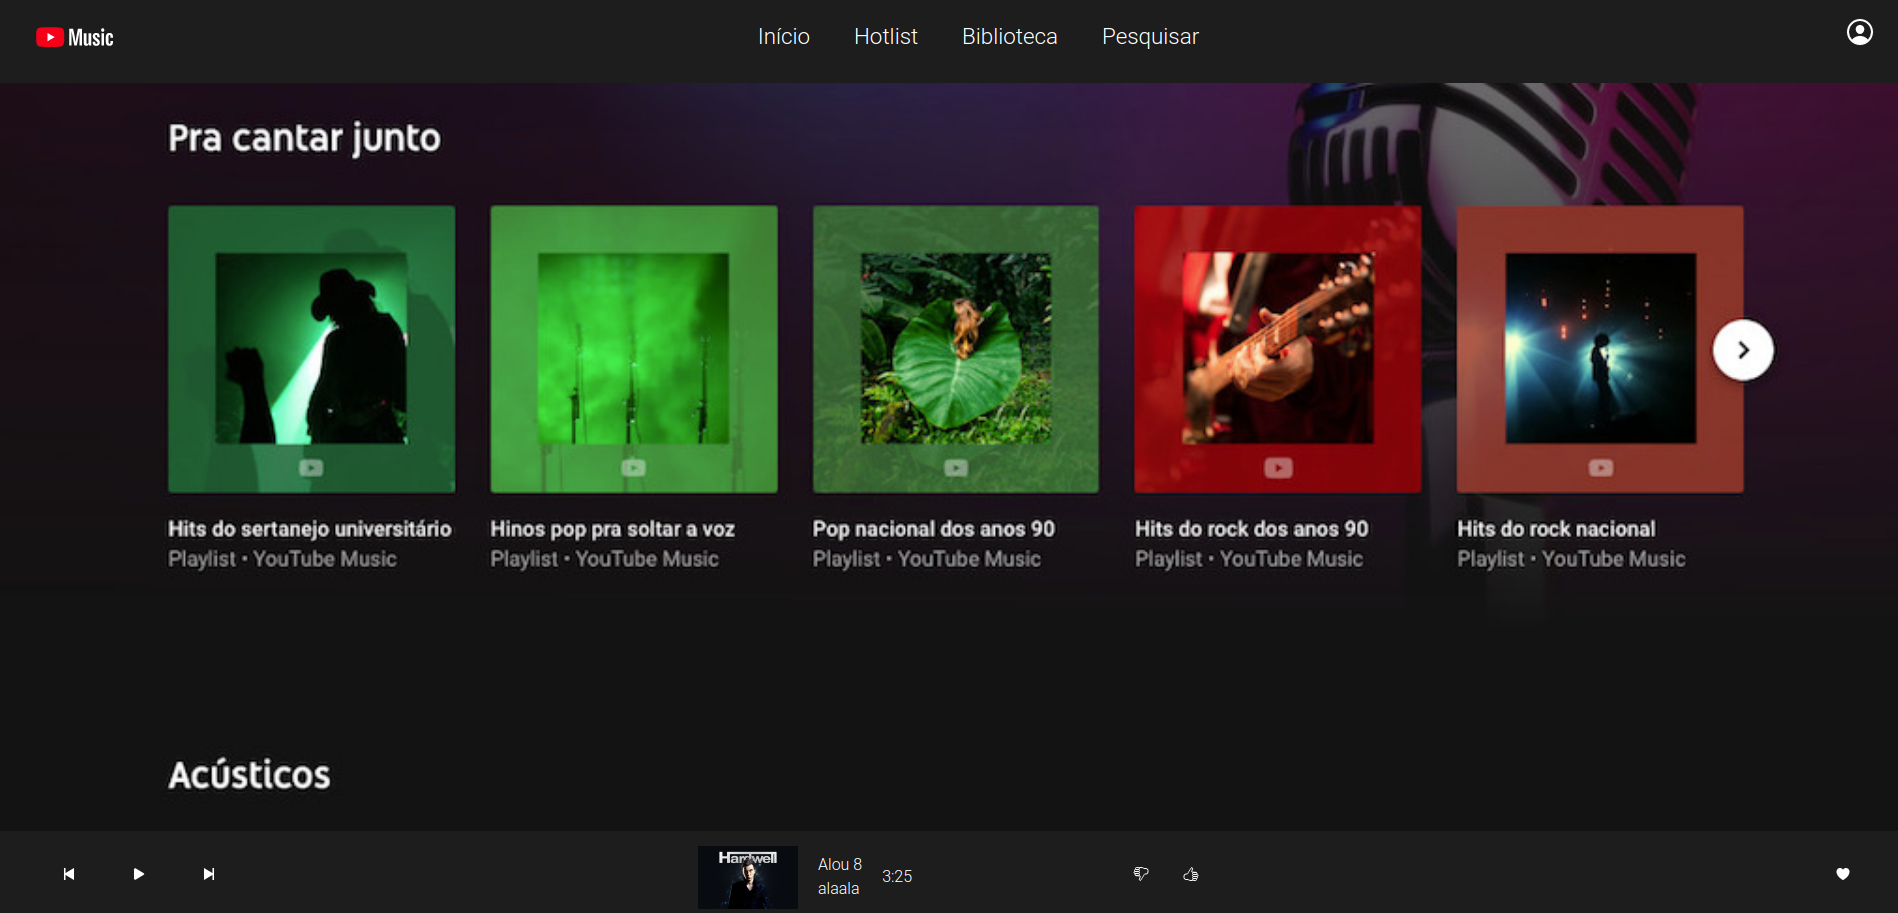 Music
Início
Hotlist
Biblioteca
Pesquisar
Pra cantar junto
Hits do sertanejo universitário
Playlist • YouTube Music
Hinos pop pra soltar a voz
Playlist • YouTube Music
Pop nacional dos anos 90
Playlist • YouTube Music
Hits do rock dos anos 90
Playlist • YouTube Music
Hits do rock nacional
Playlist • YouTube Music
Acústicos
Hardwell
Alou 8
alaala
3:25